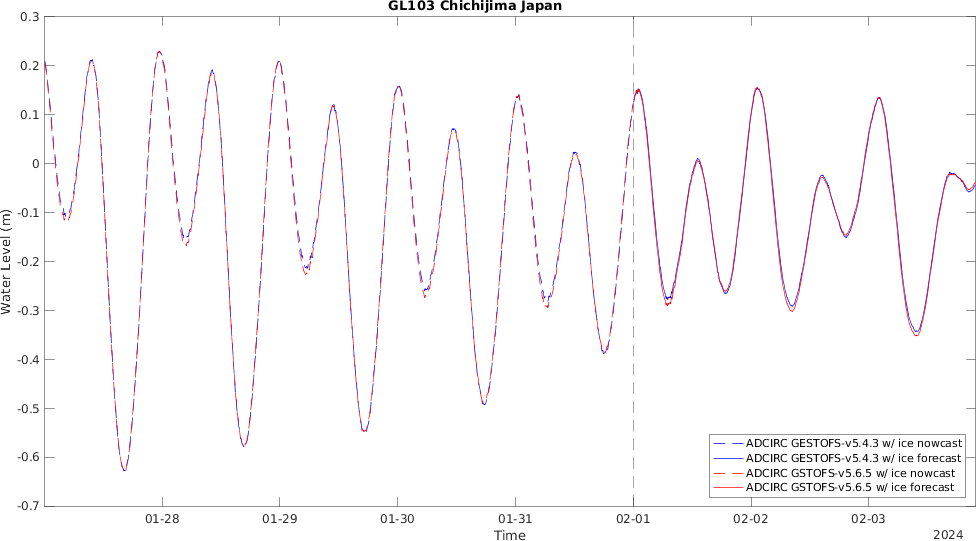 GL103 Chichijima Japan
Water Level (m)
0.3
0.2
0.1
0
-0.1
-0.2
-0.3
-0.4
-0.5
-0.6
-0.7
ADCIRC GESTOFS-v5.4.3 w/ ice nowcast
ADCIRC GESTOFS-v5.4.3 w/ ice forecast
ADCIRC GSTOFS-v5.6.5 w/ ice nowcast
ADCIRC GSTOFS-v5.6.5 w/ ice forecast
01-28 01-29 01-30 01-31 02-01 02-02 02-03
Time
2024